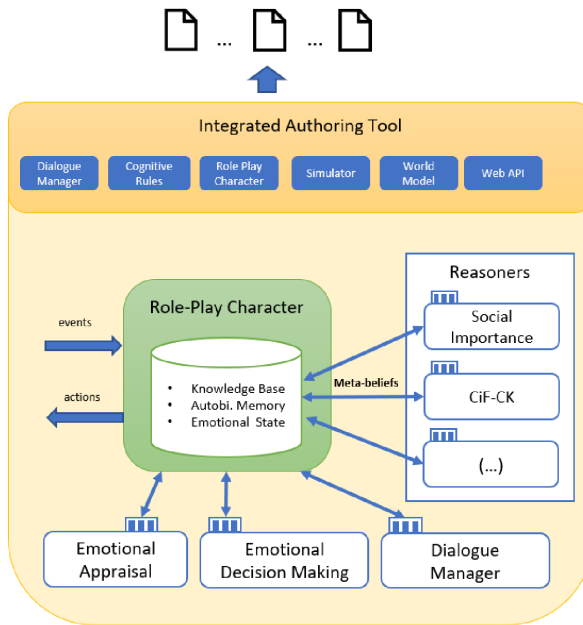 ... ...
Integrated Authoring Tool
Dialogue
Manager
Cognitive
Rules
Role Play
Character
Simulator
World
Model
Web API
Reasoners
Role-Play Character
events
actions
• Knowledge Base
• Autobi. Memory
• Emotional State
Meta-beliefs
Social
Importance
CiF-CK
(...)
Emotional
Appraisal
Emotional
Decision Making
Dialogue
Manager